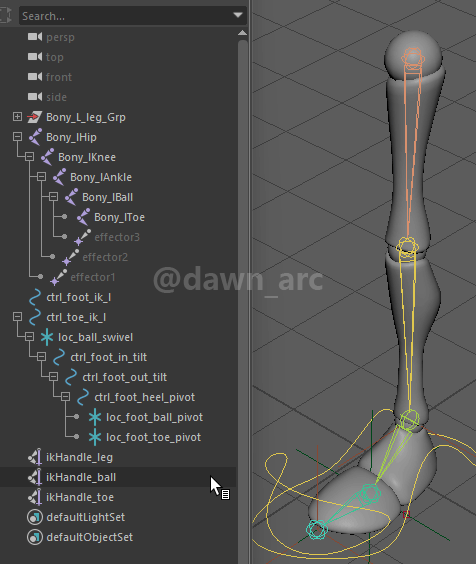 Search...
persp
top
front
side
Bony_L_leg_Grp
Bony_lHip
Bony_lKnee
Bony_lAnkle
Bony_lBall
Bony_lToe
effector3
effector2
effector1
@dawn_arc
ctrl_foot_ik_l
ctrl_toe_ik_l
loc_ball_swivel
ctrl_foot_in_tilt
ctrl_foot_out_tilt
ctrl_foot_heel_pivot
loc_foot_ball_pivot
loc_foot_toe_pivot
ikHandle_leg
ikHandle_ball
ikHandle_toe
defaultLightSet
defaultObjectSet